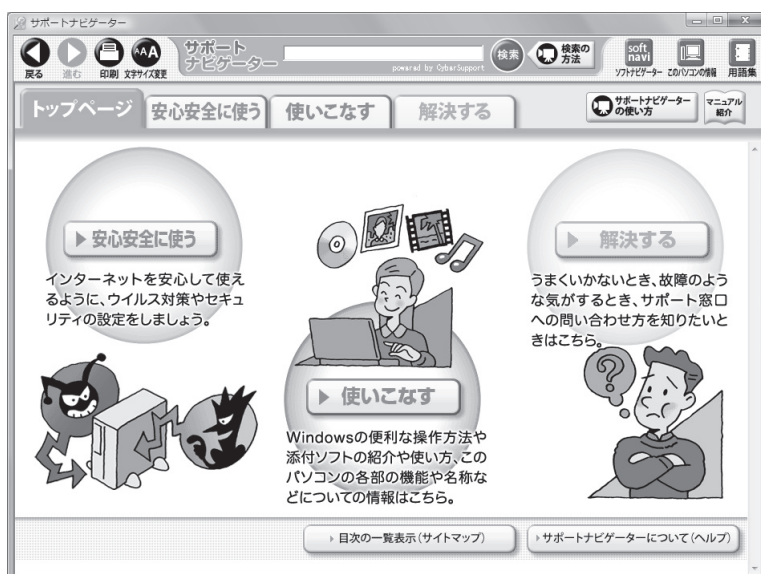 サポートナビゲーター
戻る
進む
印刷
文字サイズ変更
AAA
サポート
ナビゲーター
powered by CyberSupport
検索
検索の
方法
soft
navi
ソフトナビゲーター
このパソコンの情報
用語集
トップページ
安心安全に使う
使いこなす
解決する
サポートナビゲーター
の使い方
マニュアル
紹介
安心安全に使う
インターネットを安心して使え
るように、ウイルス対策やセキュ
リティの設定をしましょう。
使いこなす
Windowsの便利な操作方法や
添付ソフトの紹介や使い方、この
パソコンの各部の機能や名称な
どについての情報はこちら。
解決する
うまくいかないとき、故障のよう
な気がするとき、サポート窓口
への問い合わせ方を知りたいと
きはこちら。
?
目次の一覧表示(サイトマップ)
サポートナビゲーターについて(ヘルプ)